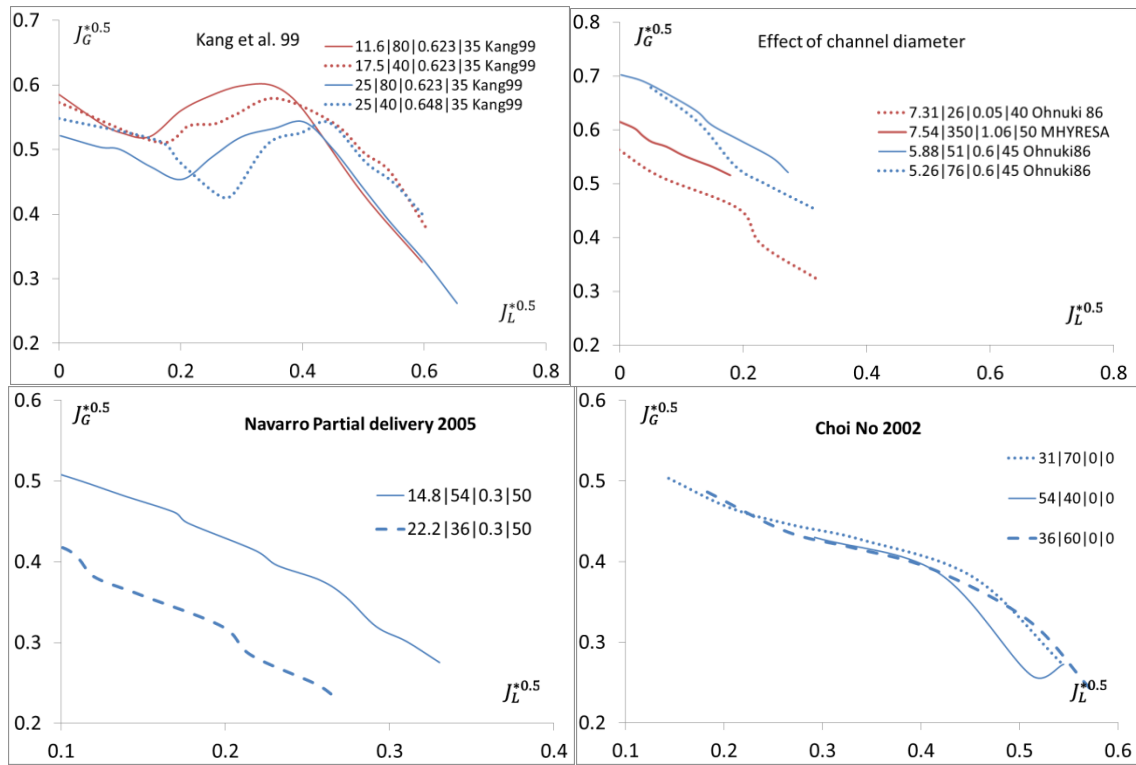 Kang et al. 99
J_G^{*0.5}
11.6|80|0.623|35 Kang99
17.5|40|0.623|35 Kang99
25|80|0.623|35 Kang99
25|40|0.648|35 Kang99
0.7
0.6
0.5
0.4
0.3
0.2
J_L^{*0.5}
0
0.2
0.4
0.6
0.8
Effect of channel diameter
J_G^{*0.5}
7.31|26|0.05|40 Ohnuki 86
7.54|350|1.06|50 MHYRESA
5.88|51|0.6|45 Ohnuki86
5.26|76|0.6|45 Ohnuki86
0.8
0.7
0.6
0.5
0.4
0.3
0.2
J_L^{*0.5}
0
0.2
0.4
0.6
0.8
Navarro Partial delivery 2005
J_G^{*0.5}
14.8|54|0.3|50
22.2|36|0.3|50
0.6
0.5
0.4
0.3
0.2
J_L^{*0.5}
0.1
0.2
0.3
0.4
Choi No 2002
J_G^{*0.5}
31|70|0|0
54|40|0|0
36|60|0|0
0.6
0.5
0.4
0.3
0.2
J_L^{*0.5}
0.1
0.2
0.3
0.4
0.5
0.6